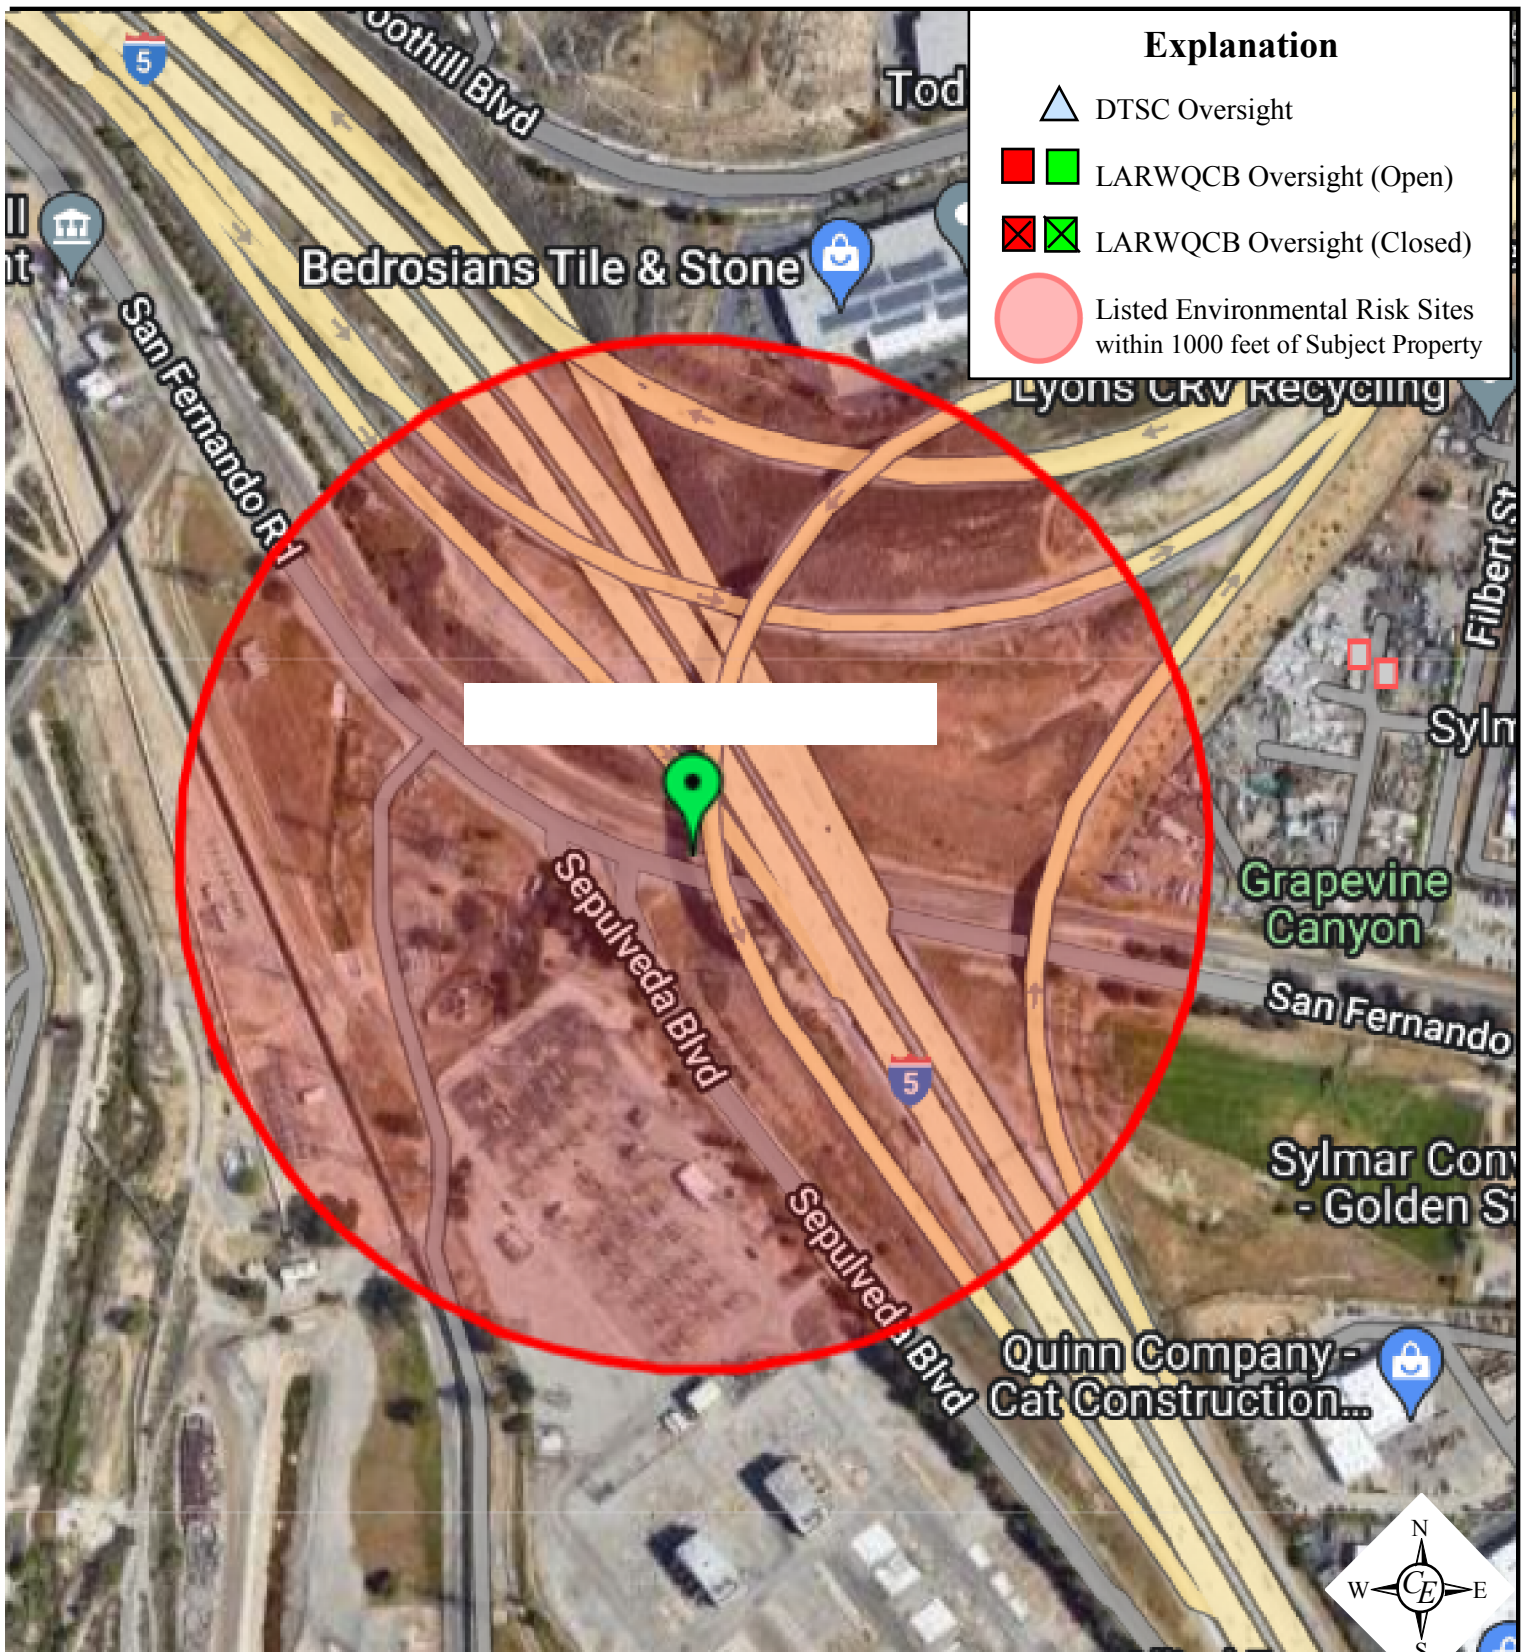 5
Foothill Blvd
Tod
Explanation
DTSC Oversight
LARWQCB Oversight (Open)
LARWQCB Oversight (Closed)
Listed Environmental Risk Sites
within 1000 feet of Subject Property
ll
nt
Bedrosians Tile & Stone
Lyons CRV Recycling
San Fernando Rd
Filbert St
Sylm
Grapevine
Canyon
Sepulveda Blvd
San Fernando
5
Sylmar Conv
- Golden St
Sepulveda Blvd
Quinn Company -
Cat Construction...
N
W CE E
S